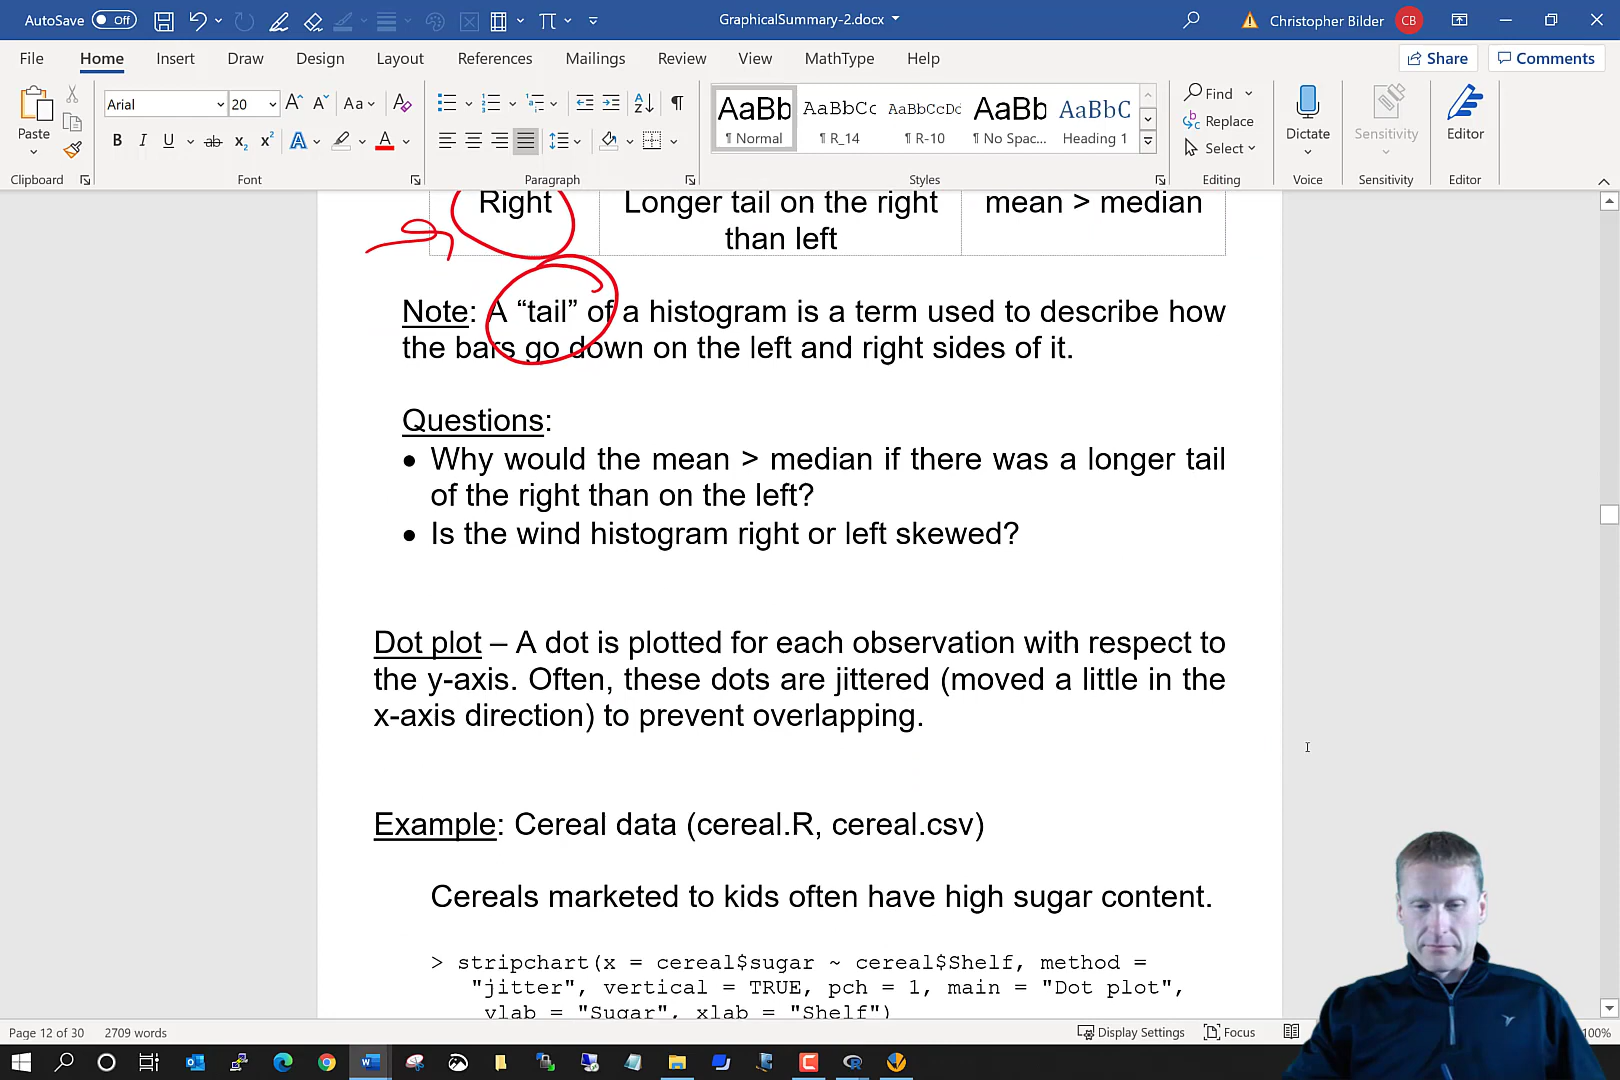 AutoSave Off
GraphicalSummary-2.docx
Christopher Bilder CB
File Home Insert Draw Design Layout References Mailings Review View MathType Help
Share Comments
Paste
Clipboard
Arial 20
Font
Paragraph
AaBb AaBbCc AaBbCcDd AaBb AaBbC
¶ Normal ¶ R_14 ¶ R-10 ¶ No Spac... Heading 1
Styles
Find
Replace
Select
Editing
Dictate
Voice
Sensitivity
Sensitivity
Editor
Editor
Right Longer tail on the right mean > median
than left
Note: A “tail” of a histogram is a term used to describe how
the bars go down on the left and right sides of it.
Questions:
• Why would the mean > median if there was a longer tail
of the right than on the left?
• Is the wind histogram right or left skewed?
Dot plot – A dot is plotted for each observation with respect to
the y-axis. Often, these dots are jittered (moved a little in the
x-axis direction) to prevent overlapping.
Example: Cereal data (cereal.R, cereal.csv)
Cereals marketed to kids often have high sugar content.
> stripchart(x = cereal$sugar ~ cereal$Shelf, method =
"jitter", vertical = TRUE, pch = 1, main = "Dot plot",
ylab = "Sugar", xlab = "Shelf")
Page 12 of 30 2709 words
Display Settings Focus
100%